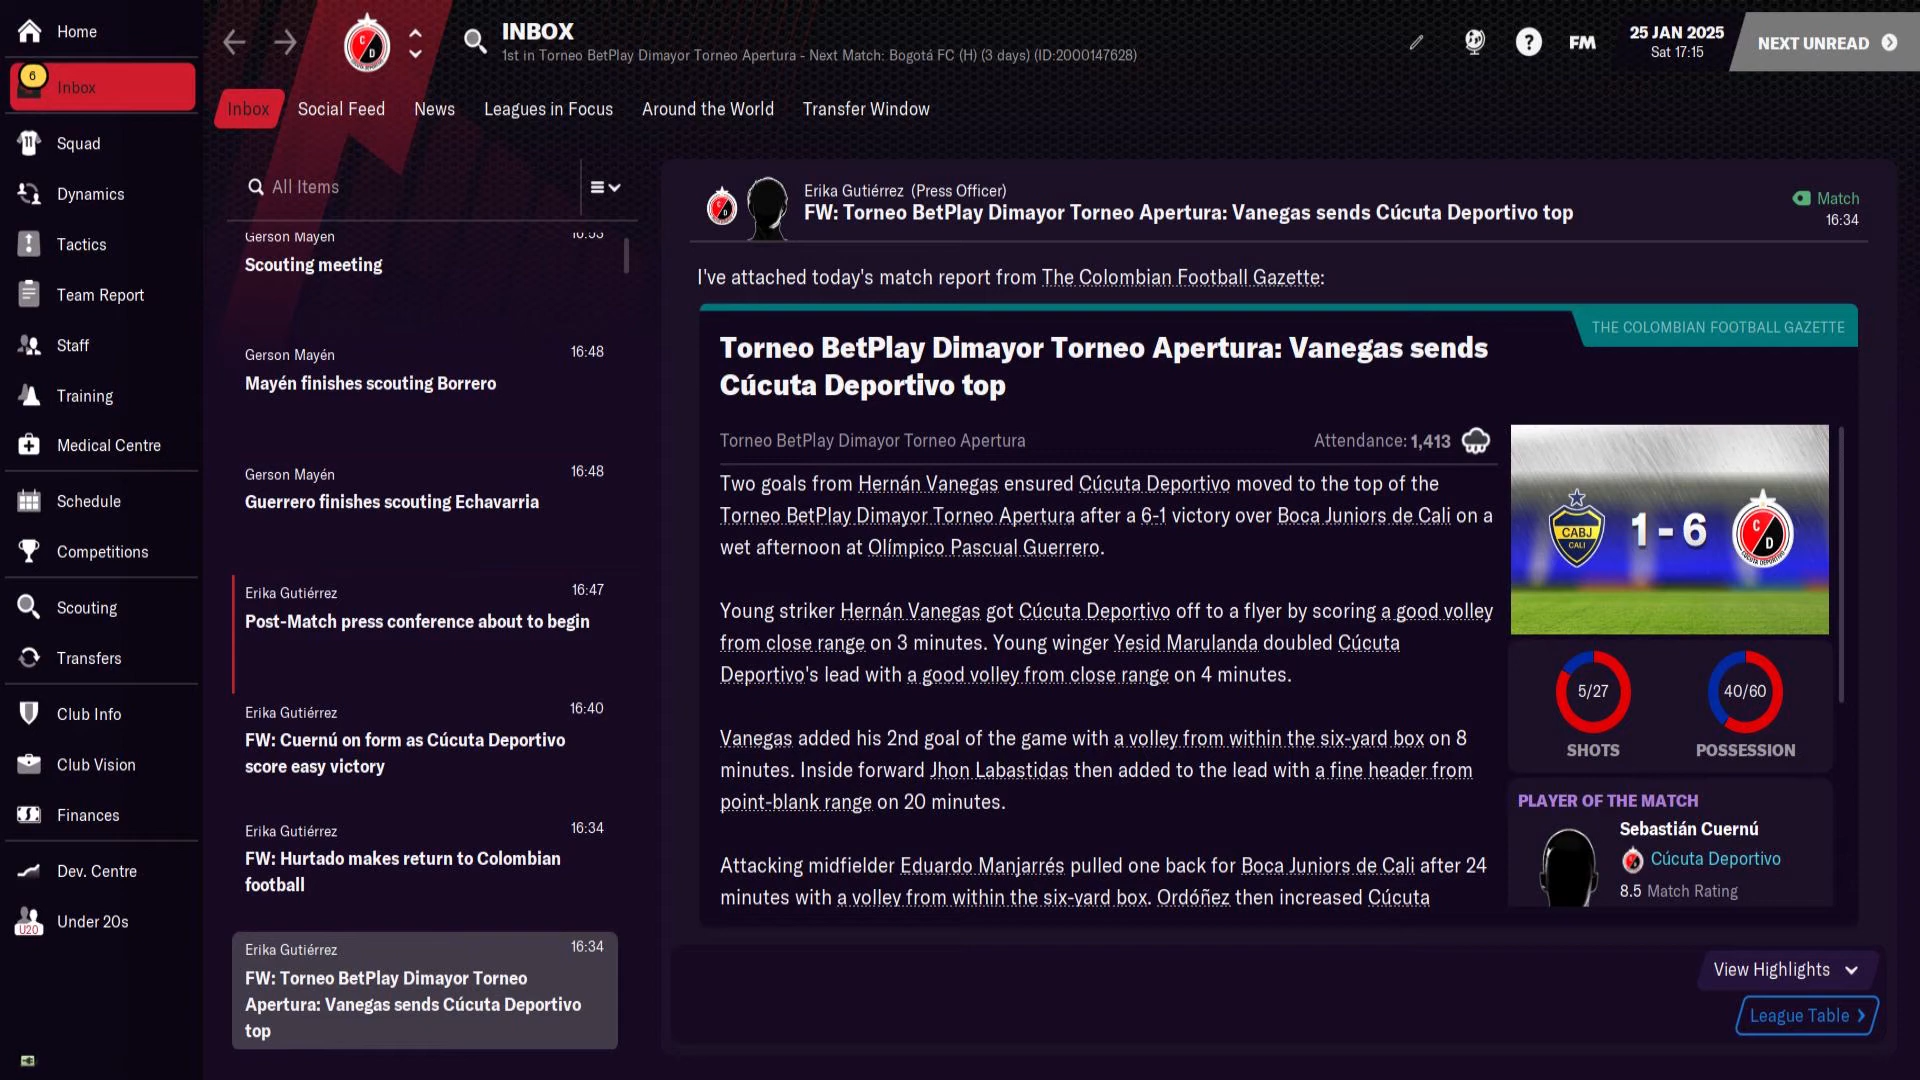 Home
6
Inbox
Squad
Dynamics
Tactics
Team Report
Staff
Training
Medical Centre
Schedule
Competitions
Scouting
Transfers
Club Info
Club Vision
Finances
Dev. Centre
U20
Under 20s
INBOX
1st in Torneo BetPlay Dimayor Torneo Apertura - Next Match: Bogotá FC (H) (3 days) (ID:2000147628)
FM
25 JAN 2025
Sat 17:15
NEXT UNREAD
Inbox
Social Feed
News
Leagues in Focus
Around the World
Transfer Window
All Items
Gerson Mayén
16:53
Scouting meeting
Gerson Mayén
16:48
Mayén finishes scouting Borrero
Gerson Mayén
16:48
Guerrero finishes scouting Echavarria
Erika Gutiérrez
16:47
Post-Match press conference about to begin
Erika Gutiérrez
16:40
FW: Cuernú on form as Cúcuta Deportivo
score easy victory
Erika Gutiérrez
16:34
FW: Hurtado makes return to Colombian
football
Erika Gutiérrez
16:34
FW: Torneo BetPlay Dimayor Torneo
Apertura: Vanegas sends Cúcuta Deportivo
top
Erika Gutiérrez (Press Officer)
FW: Torneo BetPlay Dimayor Torneo Apertura: Vanegas sends Cúcuta Deportivo top
Match
16:34
I've attached today's match report from The Colombian Football Gazette:
THE COLOMBIAN FOOTBALL GAZETTE
Torneo BetPlay Dimayor Torneo Apertura: Vanegas sends
Cúcuta Deportivo top
Torneo BetPlay Dimayor Torneo Apertura
Attendance: 1,413
Two goals from Hernán Vanegas ensured Cúcuta Deportivo moved to the top of the
Torneo BetPlay Dimayor Torneo Apertura after a 6-1 victory over Boca Juniors de Cali on a
wet afternoon at Olímpico Pascual Guerrero.
Young striker Hernán Vanegas got Cúcuta Deportivo off to a flyer by scoring a good volley
from close range on 3 minutes. Young winger Yesid Marulanda doubled Cúcuta
Deportivo's lead with a good volley from close range on 4 minutes.
Vanegas added his 2nd goal of the game with a volley from within the six-yard box on 8
minutes. Inside forward Jhon Labastidas then added to the lead with a fine header from
point-blank range on 20 minutes.
Attacking midfielder Eduardo Manjarrés pulled one back for Boca Juniors de Cali after 24
minutes with a volley from within the six-yard box. Ordóñez then increased Cúcuta
CABJ
CALI
1 - 6
C
D
5/27
SHOTS
40/60
POSSESSION
PLAYER OF THE MATCH
Sebastián Cuernú
Cúcuta Deportivo
8.5 Match Rating
View Highlights
League Table